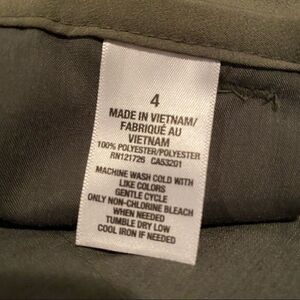 4
MADE IN VIETNAM/
FABRIQUÉ AU
VIETNAM
100% POLYESTER/POLYESTER
RN121726 CA53201
MACHINE WASH COLD WITH
LIKE COLORS
GENTLE CYCLE
ONLY NON-CHLORINE BLEACH
WHEN NEEDED
TUMBLE DRY LOW
COOL IRON IF NEEDED